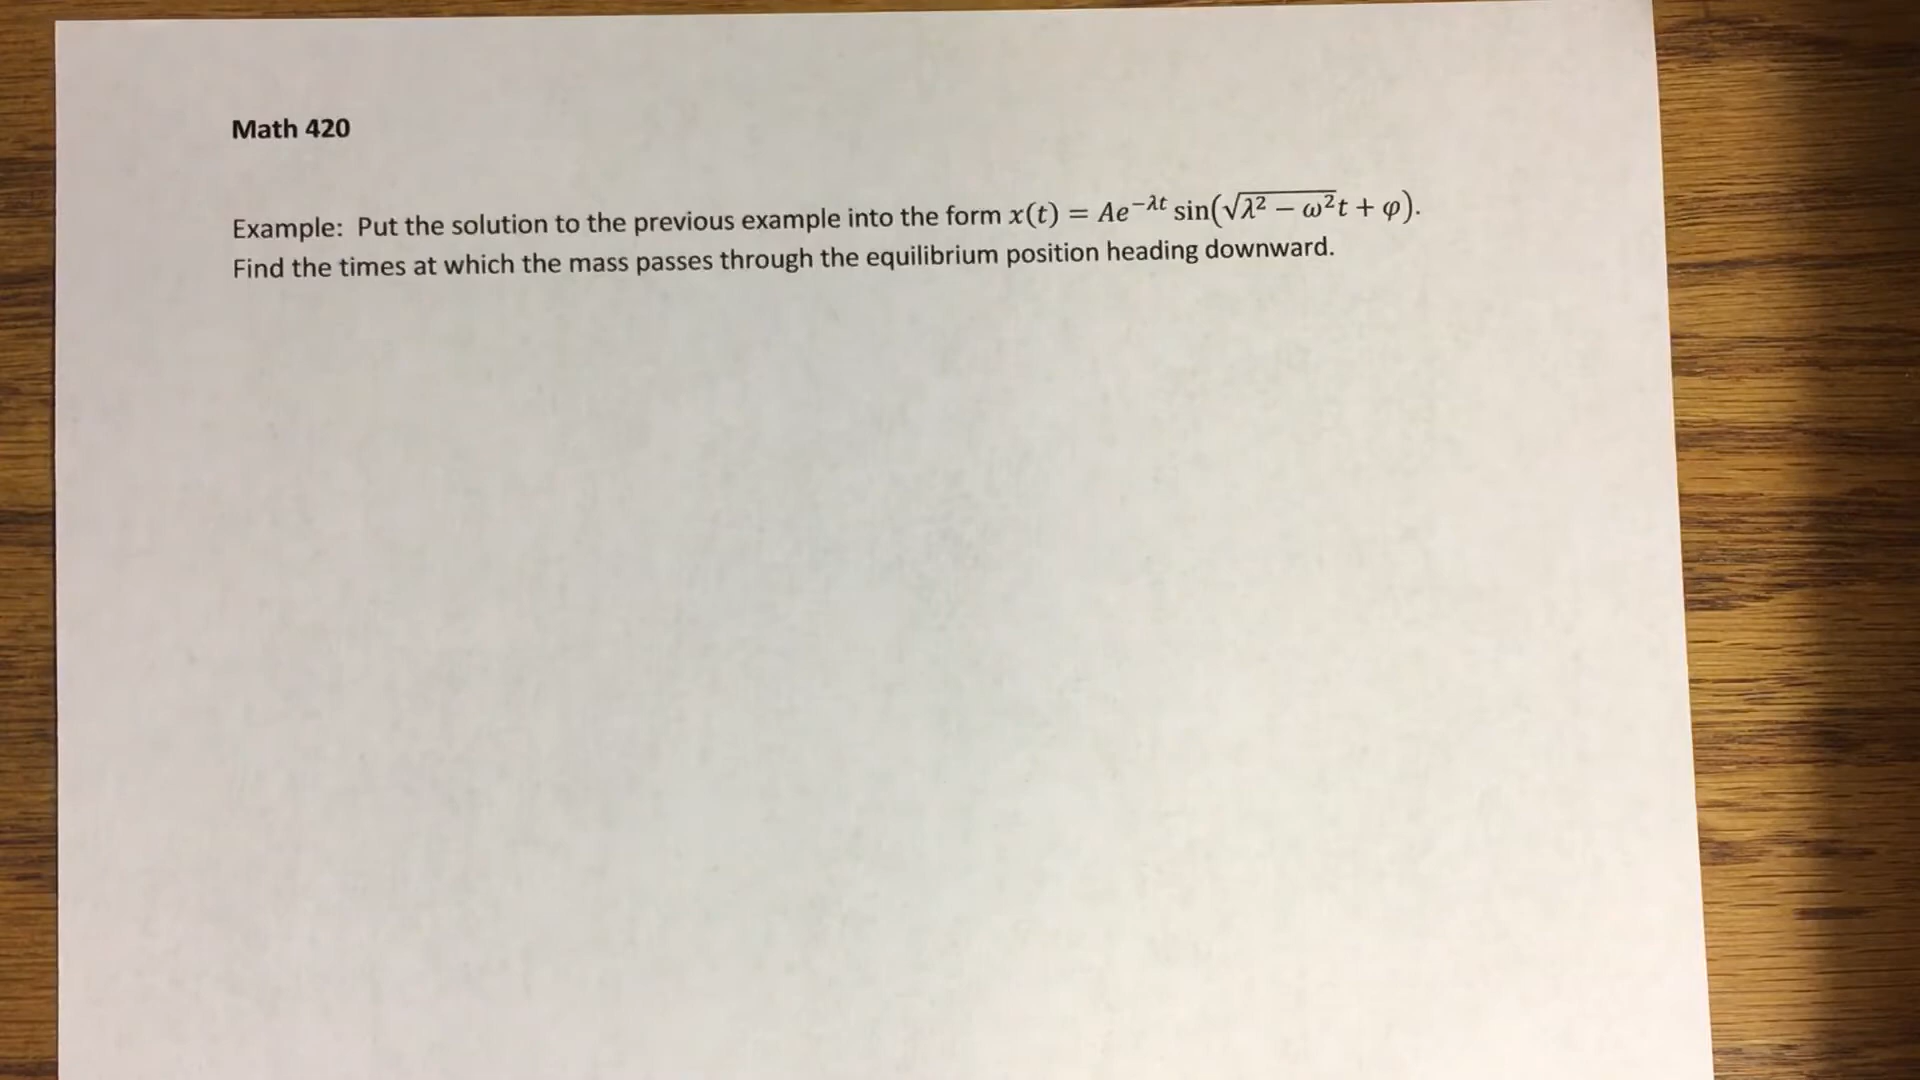 Math 420
Example: Put the solution to the previous example into the form x(t) = Ae^{−λt} sin(√(λ² − ω²)t + φ).
Find the times at which the mass passes through the equilibrium position heading downward.